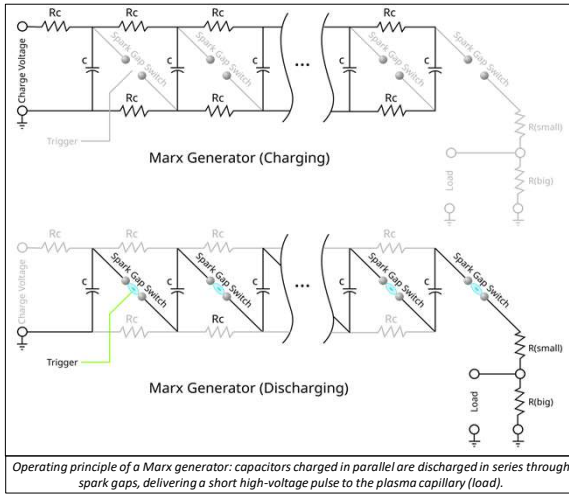 Rc Rc Rc Rc
Charge Voltage
C Spark Gap Switch C Spark Gap Switch C ... C Spark Gap Switch C Spark Gap Switch
Rc Rc Rc
Trigger
R(small)
Marx Generator (Charging)
Load
R(big)
Rc Rc Rc Rc
Charge Voltage
C Spark Gap Switch C Spark Gap Switch C ... C Spark Gap Switch C Spark Gap Switch
Rc Rc Rc
Trigger
R(small)
Marx Generator (Discharging)
Load
R(big)
Operating principle of a Marx generator: capacitors charged in parallel are discharged in series through
spark gaps, delivering a short high-voltage pulse to the plasma capillary (load).